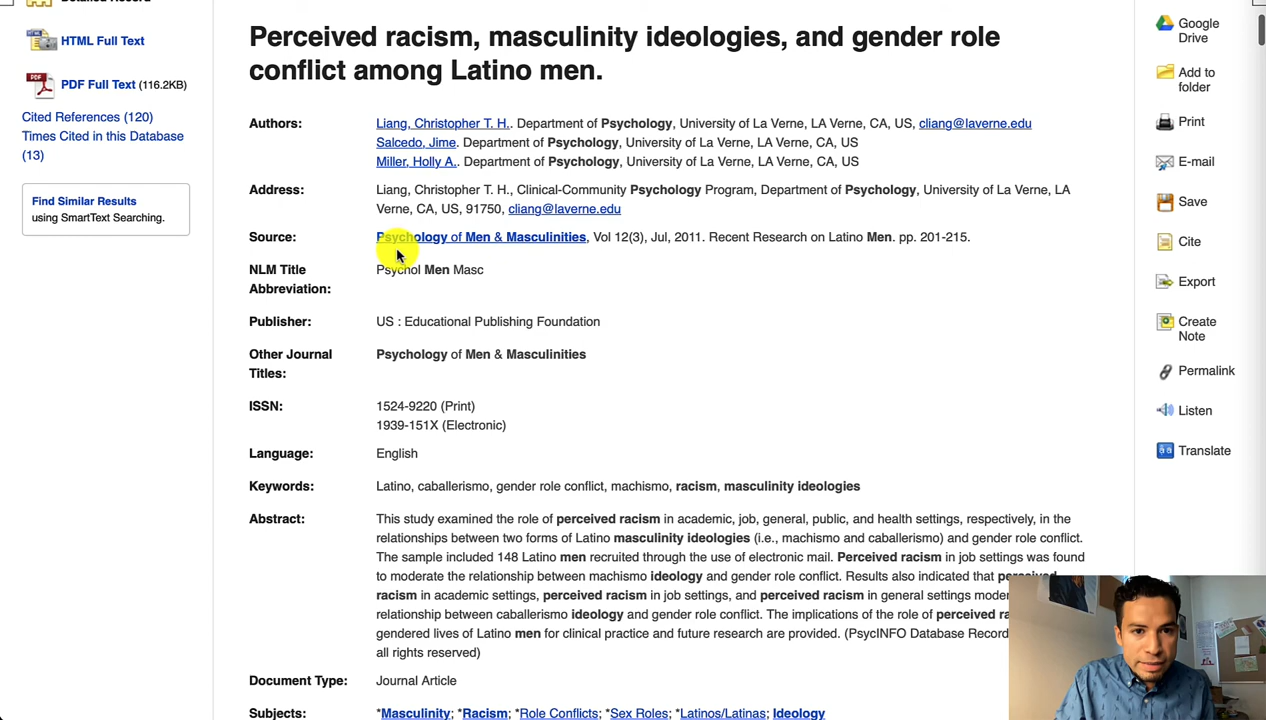 Detailed Record
HTML Full Text
PDF Full Text (116.2KB)
Cited References (120)
Times Cited in this Database
(13)
Find Similar Results
using SmartText Searching.
Perceived racism, masculinity ideologies, and gender role
conflict among Latino men.
Authors: Liang, Christopher T. H.. Department of Psychology, University of La Verne, LA Verne, CA, US, cliang@laverne.edu
Salcedo, Jime. Department of Psychology, University of La Verne, LA Verne, CA, US
Miller, Holly A.. Department of Psychology, University of La Verne, LA Verne, CA, US
Address: Liang, Christopher T. H., Clinical-Community Psychology Program, Department of Psychology, University of La Verne, LA
Verne, CA, US, 91750, cliang@laverne.edu
Source: Psychology of Men & Masculinities, Vol 12(3), Jul, 2011. Recent Research on Latino Men. pp. 201-215.
NLM Title Psychol Men Masc
Abbreviation:
Publisher: US : Educational Publishing Foundation
Other Journal Psychology of Men & Masculinities
Titles:
ISSN: 1524-9220 (Print)
1939-151X (Electronic)
Language: English
Keywords: Latino, caballerismo, gender role conflict, machismo, racism, masculinity ideologies
Abstract: This study examined the role of perceived racism in academic, job, general, public, and health settings, respectively, in the
relationships between two forms of Latino masculinity ideologies (i.e., machismo and caballerismo) and gender role conflict.
The sample included 148 Latino men recruited through the use of electronic mail. Perceived racism in job settings was found
to moderate the relationship between machismo ideology and gender role conflict. Results also indicated that perceived
racism in academic settings, perceived racism in job settings, and perceived racism in general settings
relationship between caballerismo ideology and gender role conflict. The implications of the role of perceived
gendered lives of Latino men for clinical practice and future research are provided. (PsycINFO Database Record
all rights reserved)
Document Type: Journal Article
Subjects: *Masculinity; *Racism; *Role Conflicts; *Sex Roles; *Latinos/Latinas; Ideology
Google
Drive
Add to
folder
Print
E-mail
Save
Cite
Export
Create
Note
Permalink
Listen
Translate